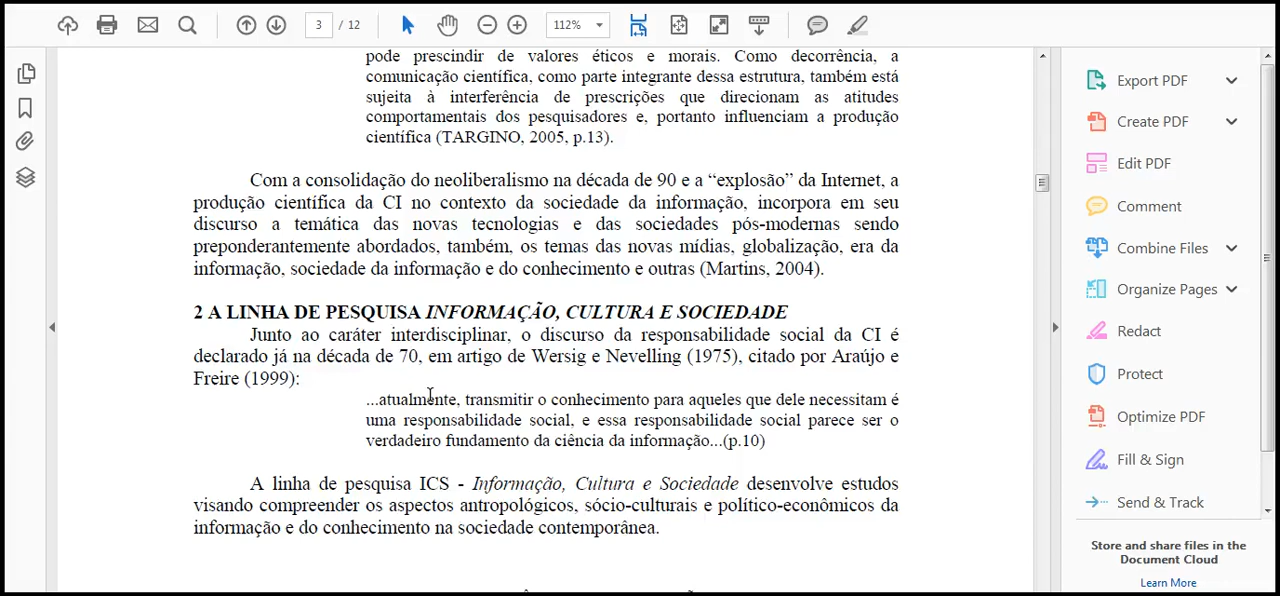 3 / 12
112%
pode prescindir de valores éticos e morais. Como decorrência, a
comunicação científica, como parte integrante dessa estrutura, também está
sujeita à interferência de prescrições que direcionam as atitudes
comportamentais dos pesquisadores e, portanto influenciam a produção
científica (TARGINO, 2005, p.13).
Com a consolidação do neoliberalismo na década de 90 e a “explosão” da Internet, a
produção científica da CI no contexto da sociedade da informação, incorpora em seu
discurso a temática das novas tecnologias e das sociedades pós-modernas sendo
preponderantemente abordados, também, os temas das novas mídias, globalização, era da
informação, sociedade da informação e do conhecimento e outras (Martins, 2004).
2 A LINHA DE PESQUISA INFORMAÇÃO, CULTURA E SOCIEDADE
Junto ao caráter interdisciplinar, o discurso da responsabilidade social da CI é
declarado já na década de 70, em artigo de Wersig e Nevelling (1975), citado por Araújo e
Freire (1999):
...atualmente, transmitir o conhecimento para aqueles que dele necessitam é
uma responsabilidade social, e essa responsabilidade social parece ser o
verdadeiro fundamento da ciência da informação...(p.10)
A linha de pesquisa ICS - Informação, Cultura e Sociedade desenvolve estudos
visando compreender os aspectos antropológicos, sócio-culturais e político-econômicos da
informação e do conhecimento na sociedade contemporânea.
Export PDF
Create PDF
Edit PDF
Comment
Combine Files
Organize Pages
Redact
Protect
Optimize PDF
Fill & Sign
Send & Track
Store and share files in the
Document Cloud
Learn More